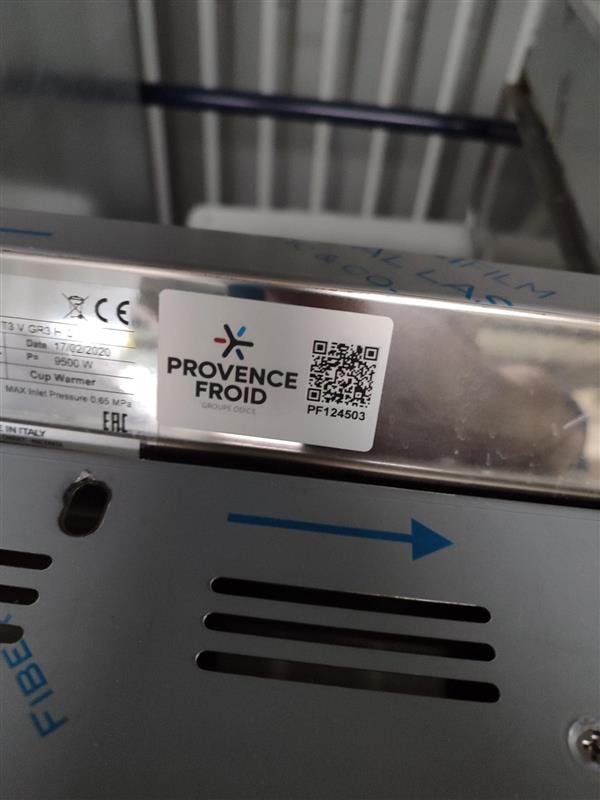 CE
T3 V GR3
Date 17/02/2020
P= 9500 W
Cup Warmer
MAX Inlet Pressure 0,65 MPa
EAC
E IN ITALY
PROVENCE
FROID
GROUPE OSICE
PF124503
FIBE